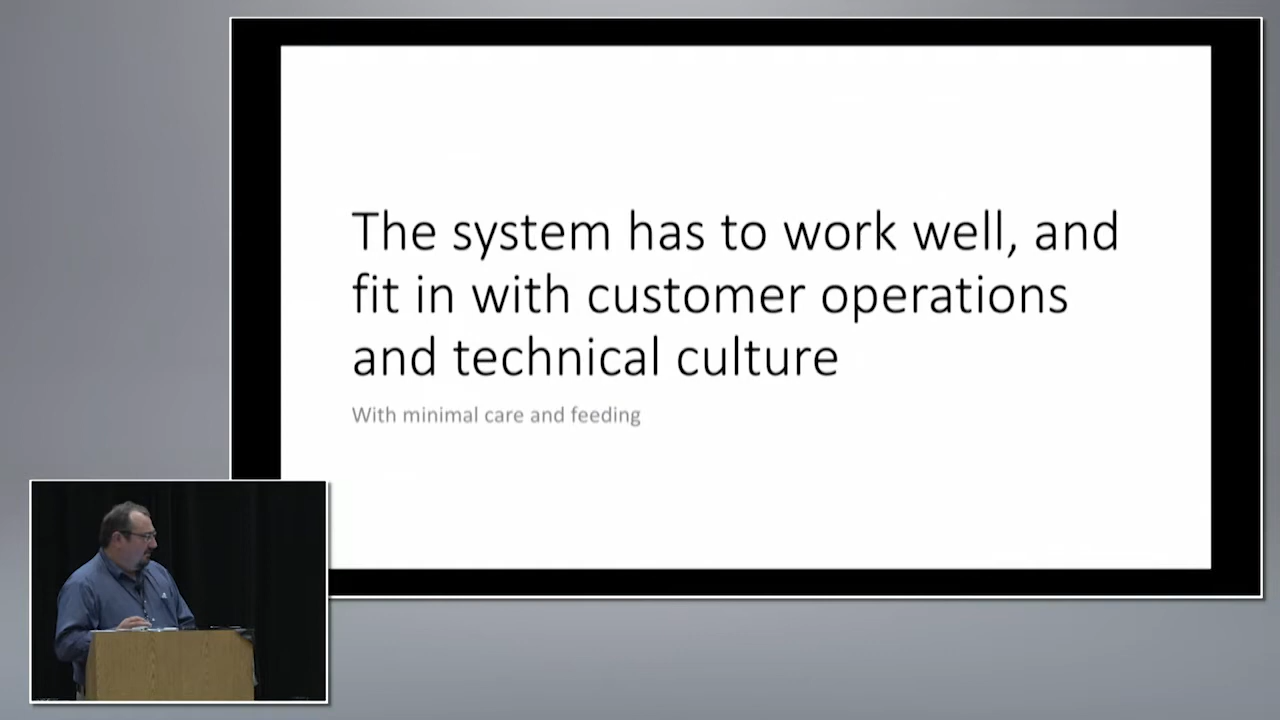 The system has to work well, and
fit in with customer operations
and technical culture
With minimal care and feeding